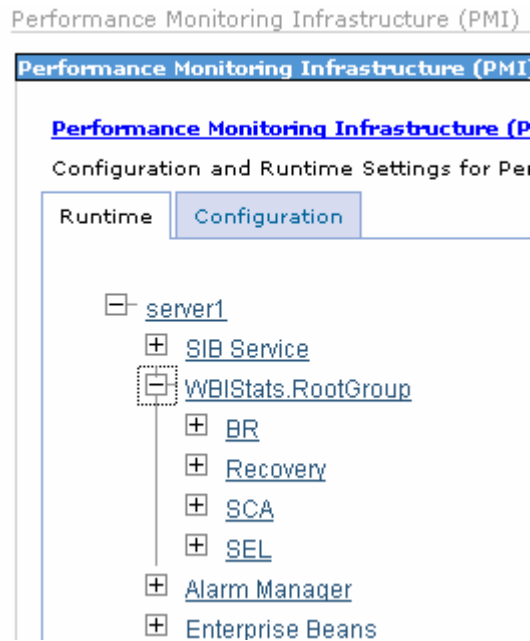 Performance Monitoring Infrastructure (PMI)
Performance Monitoring Infrastructure (PMI)
Performance Monitoring Infrastructure (P
Configuration and Runtime Settings for Per
Runtime Configuration
server1
SIB Service
WBIStats.RootGroup
BR
Recovery
SCA
SEL
Alarm Manager
Enterprise Beans